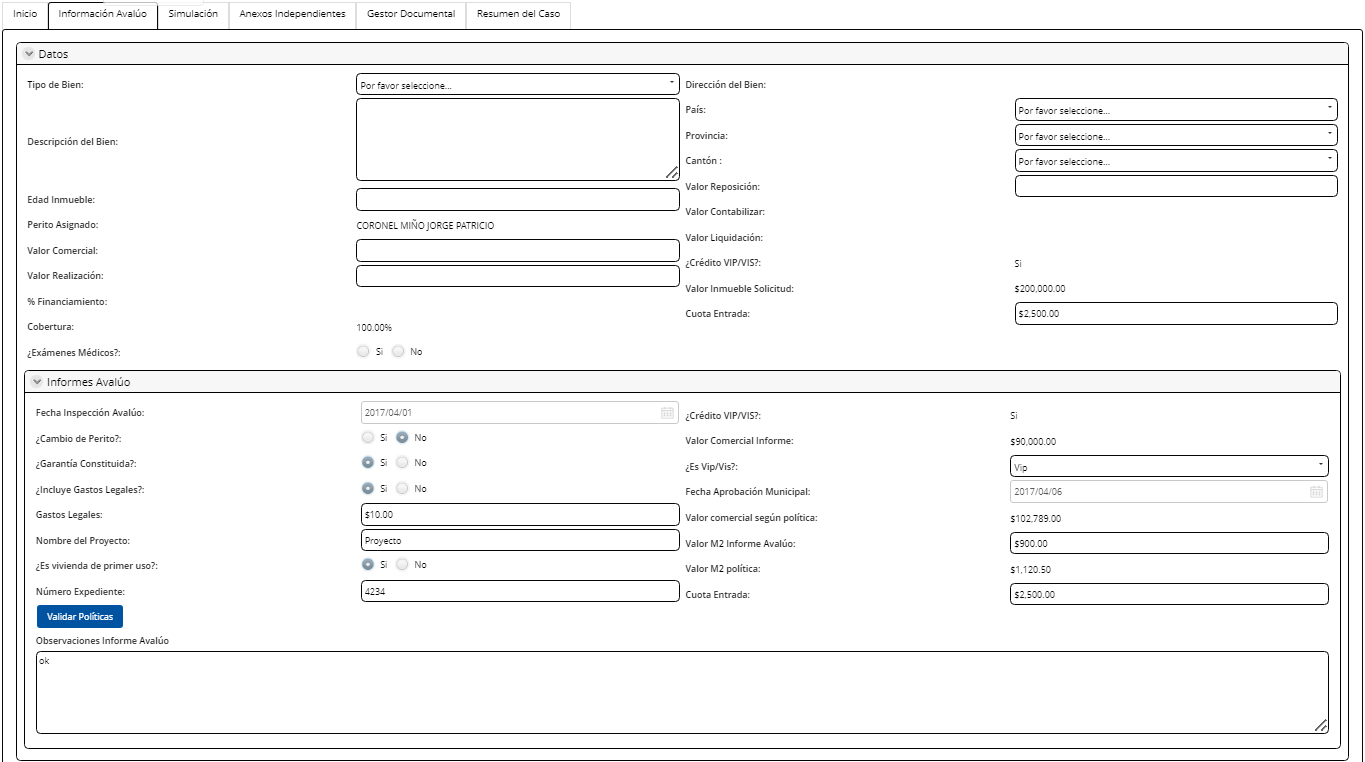 Inicio Información Avalúo Simulación Anexos Independientes Gestor Documental Resumen del Caso
Datos
Tipo de Bien: Por favor seleccione... Dirección del Bien:
País: Por favor seleccione...
Descripción del Bien: Provincia: Por favor seleccione...
Cantón : Por favor seleccione...
Valor Reposición:
Edad Inmueble:
Valor Contabilizar:
Perito Asignado: CORONEL MIÑO JORGE PATRICIO
Valor Liquidación:
Valor Comercial:
¿Crédito VIP/VIS?: Si
Valor Realización:
Valor Inmueble Solicitud: $200,000.00
% Financiamiento:
Cuota Entrada: $2,500.00
Cobertura: 100.00%
¿Exámenes Médicos?: Si No
Informes Avalúo
Fecha Inspección Avalúo: 2017/04/01 ¿Crédito VIP/VIS?: Si
¿Cambio de Perito?: Si No Valor Comercial Informe: $90,000.00
¿Garantía Constituida?: Si No ¿Es Vip/Vis?: Vip
¿Incluye Gastos Legales?: Si No Fecha Aprobación Municipal: 2017/04/06
Gastos Legales: $10.00 Valor comercial según política: $102,789.00
Nombre del Proyecto: Proyecto Valor M2 Informe Avalúo: $900.00
¿Es vivienda de primer uso?: Si No Valor M2 política: $1,120.50
Número Expediente: 4234 Cuota Entrada: $2,500.00
Validar Políticas
Observaciones Informe Avalúo
ok